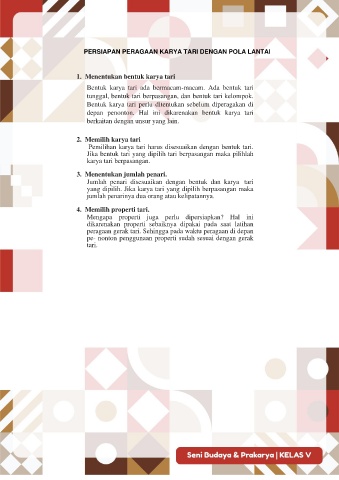 PERSIAPAN PERAGAAN KARYA TARI DENGAN POLA LANTAI
1. Menentukan bentuk karya tari
Bentuk karya tari ada bermacam-macam. Ada bentuk tari
tunggal, bentuk tari berpasangan, dan bentuk tari kelompok.
Bentuk karya tari perlu ditentukan sebelum diperagakan di
depan penonton. Hal ini dikarenakan bentuk karya tari
berkaitan dengan unsur yang lain.
2. Memilih karya tari
Pemilihan karya tari harus disesuaikan dengan bentuk tari.
Jika bentuk tari yang dipilih tari berpasangan maka pilihlah
karya tari berpasangan.
3. Menentukan jumlah penari.
Jumlah penari disesuaikan dengan bentuk dan karya tari
yang dipilih. Jika karya tari yang dipilih berpasangan maka
jumlah penarinya dua orang atau kelipatannya.
4. Memilih properti tari.
Mengapa properti juga perlu dipersiapkan? Hal ini
dikarenakan properti sebaiknya dipakai pada saat latihan
peragaan gerak tari. Sehingga pada waktu peragaan di depan
pe- nonton penggunaan properti sudah sesuai dengan gerak
tari.
Seni Budaya & Prakarya | KELAS V